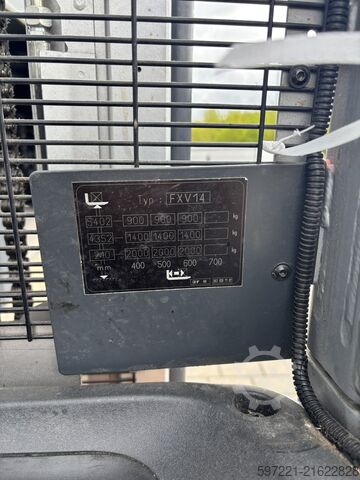 Typ : FXV14
5402 900 900 900 - kg
4352 1400 1400 1400 - kg
2000 2000 2000 - kg
mm 400 500 600 700
597221-21622828